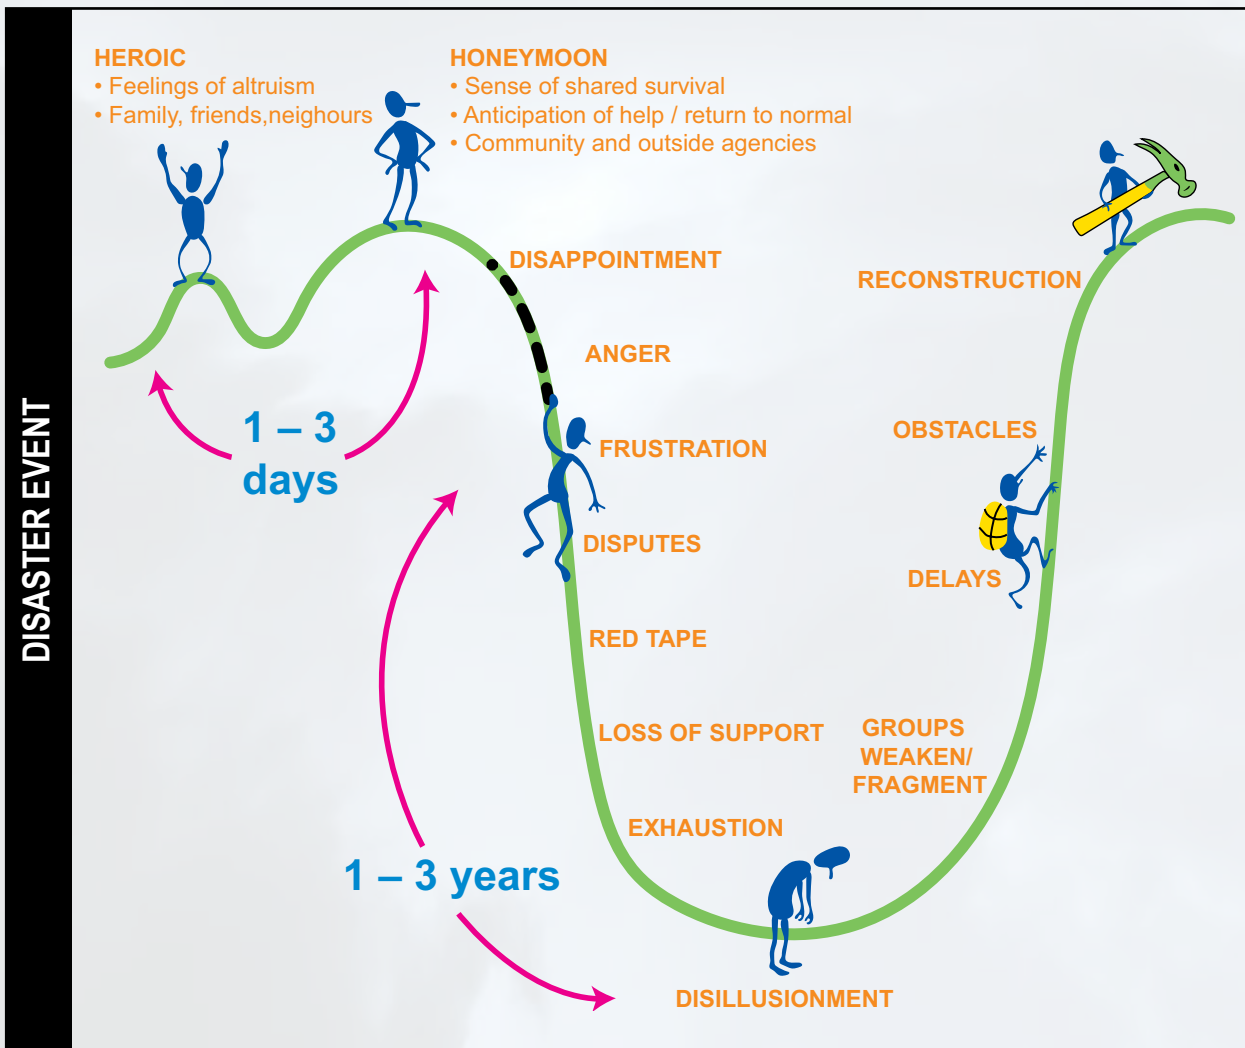 DISASTER EVENT
HEROIC
• Feelings of altruism
• Family, friends,neighours
HONEYMOON
• Sense of shared survival
• Anticipation of help / return to normal
• Community and outside agencies
DISAPPOINTMENT
ANGER
FRUSTRATION
DISPUTES
RED TAPE
LOSS OF SUPPORT
EXHAUSTION
DISILLUSIONMENT
GROUPS
WEAKEN/
FRAGMENT
DELAYS
OBSTACLES
RECONSTRUCTION
1 – 3
days
1 – 3 years